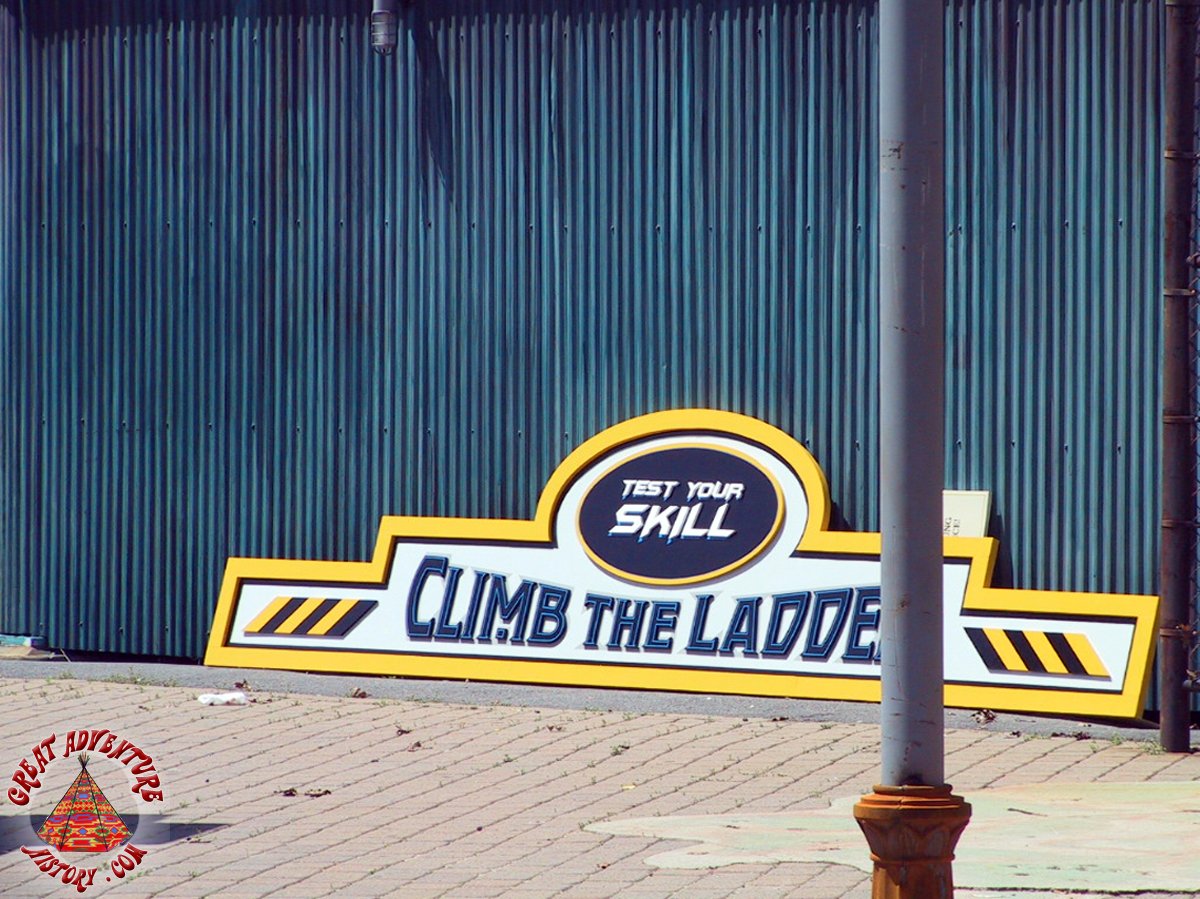 TEST YOUR
SKILL
CLIMB THE LADDE
GREAT ADVENTURE
HISTORY.COM